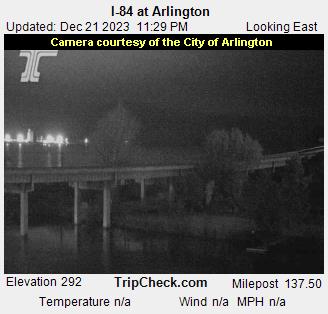 I-84 at Arlington
Updated: Dec 21 2023 11:29 PM Looking East
Camera courtesy of the City of Arlington
Elevation 292 TripCheck.com Milepost 137.50
Temperature n/a Wind n/a MPH n/a